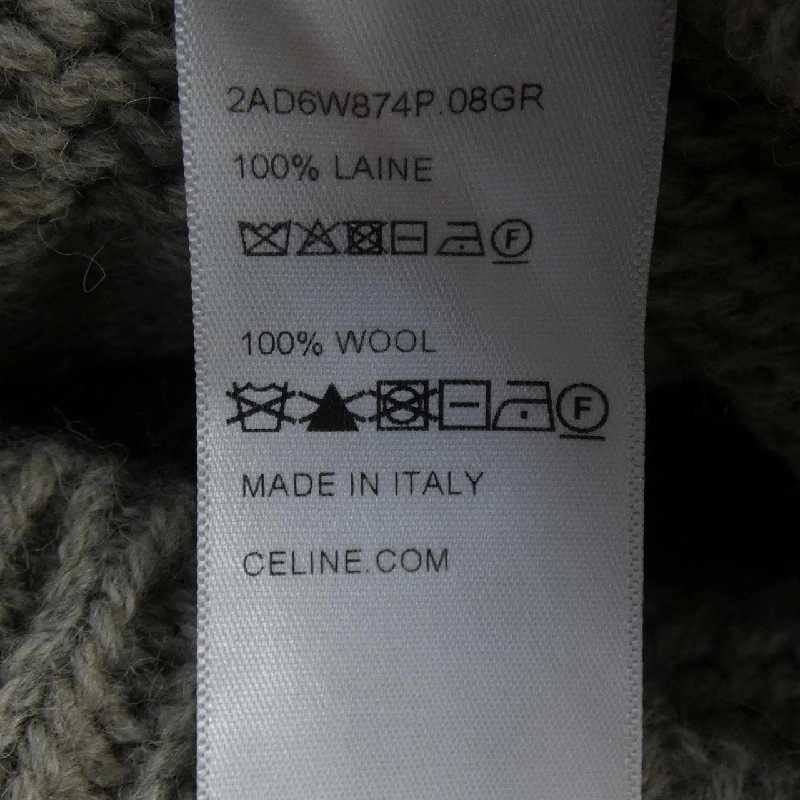 2AD6W874P.08GR
100% LAINE
F
100% WOOL
F
MADE IN ITALY
CELINE.COM